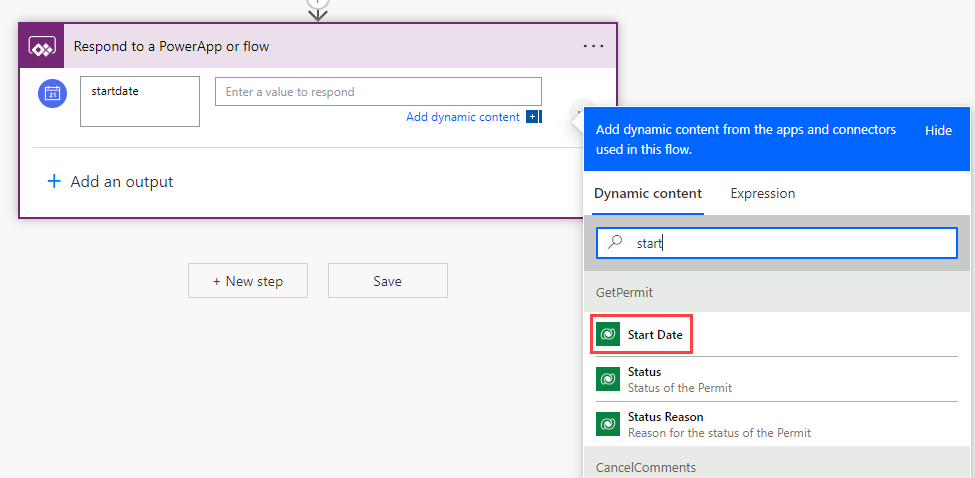 Respond to a PowerApp or flow
...
21
startdate
Enter a value to respond
Add dynamic content
+ Add an output
+ New step
Save
Add dynamic content from the apps and connectors
used in this flow.
Hide
Dynamic content
Expression
start
GetPermit
Start Date
Status
Status of the Permit
Status Reason
Reason for the status of the Permit
CancelComments